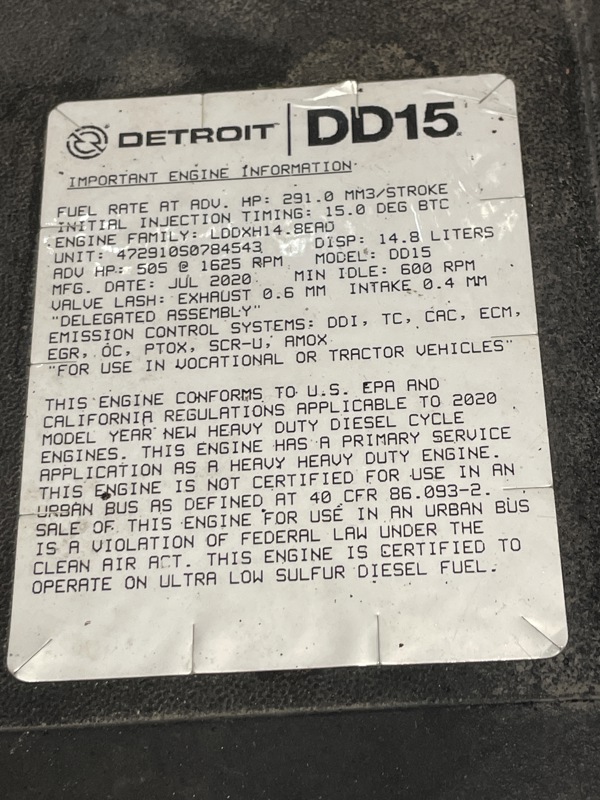 DETROIT DD15
IMPORTANT ENGINE INFORMATION
FUEL RATE AT ADV. HP: 291.0 MM3/STROKE
INITIAL INJECTION TIMING: 15.0 DEG BTC
ENGINE FAMILY: LDDXH14.8EAD
UNIT: 472910S0784543 DISP: 14.8 LITERS
ADV HP: 505 @ 1625 RPM MODEL: DD15
MFG. DATE: JUL 2020 MIN IDLE: 600 RPM
VALVE LASH: EXHAUST 0.6 MM INTAKE 0.4 MM
"DELEGATED ASSEMBLY"
EMISSION CONTROL SYSTEMS: DDI, TC, CAC, ECM,
EGR, OC, PTOX, SCR-U, AMOX
"FOR USE IN VOCATIONAL OR TRACTOR VEHICLES"
THIS ENGINE CONFORMS TO U.S. EPA AND
CALIFORNIA REGULATIONS APPLICABLE TO 2020
MODEL YEAR NEW HEAVY DUTY DIESEL CYCLE
ENGINES. THIS ENGINE HAS A PRIMARY SERVICE
APPLICATION AS A HEAVY HEAVY DUTY ENGINE.
THIS ENGINE IS NOT CERTIFIED FOR USE IN AN
URBAN BUS AS DEFINED AT 40 CFR 86.093-2.
SALE OF THIS ENGINE FOR USE IN AN URBAN BUS
IS A VIOLATION OF FEDERAL LAW UNDER THE
CLEAN AIR ACT. THIS ENGINE IS CERTIFIED TO
OPERATE ON ULTRA LOW SULFUR DIESEL FUEL.